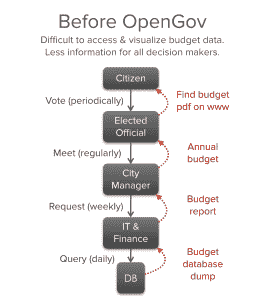 Before OpenGov
Difficult to access & visualize budget data.
Less information for all decision makers.
Citizen
Vote (periodically)
Find budget
pdf on www
Elected
Official
Meet (regularly)
Annual
budget
City
Manager
Request (weekly)
Budget
report
IT &
Finance
Query (daily)
Budget
database
dump
DB